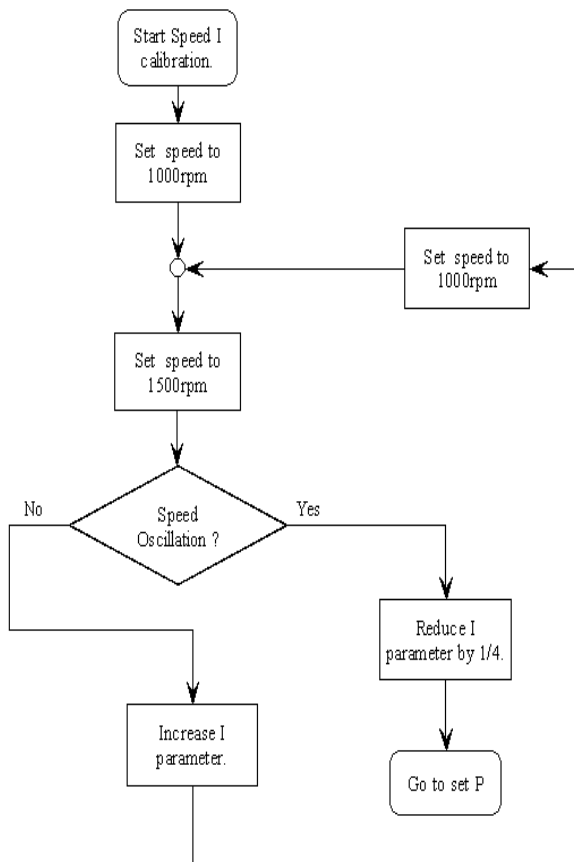 Start Speed I
calibration.
Set speed to
1000rpm
Set speed to
1000rpm
Set speed to
1500rpm
No
Speed
Oscillation ?
Yes
Reduce I
parameter by 1/4.
Increase I
parameter.
Go to set P